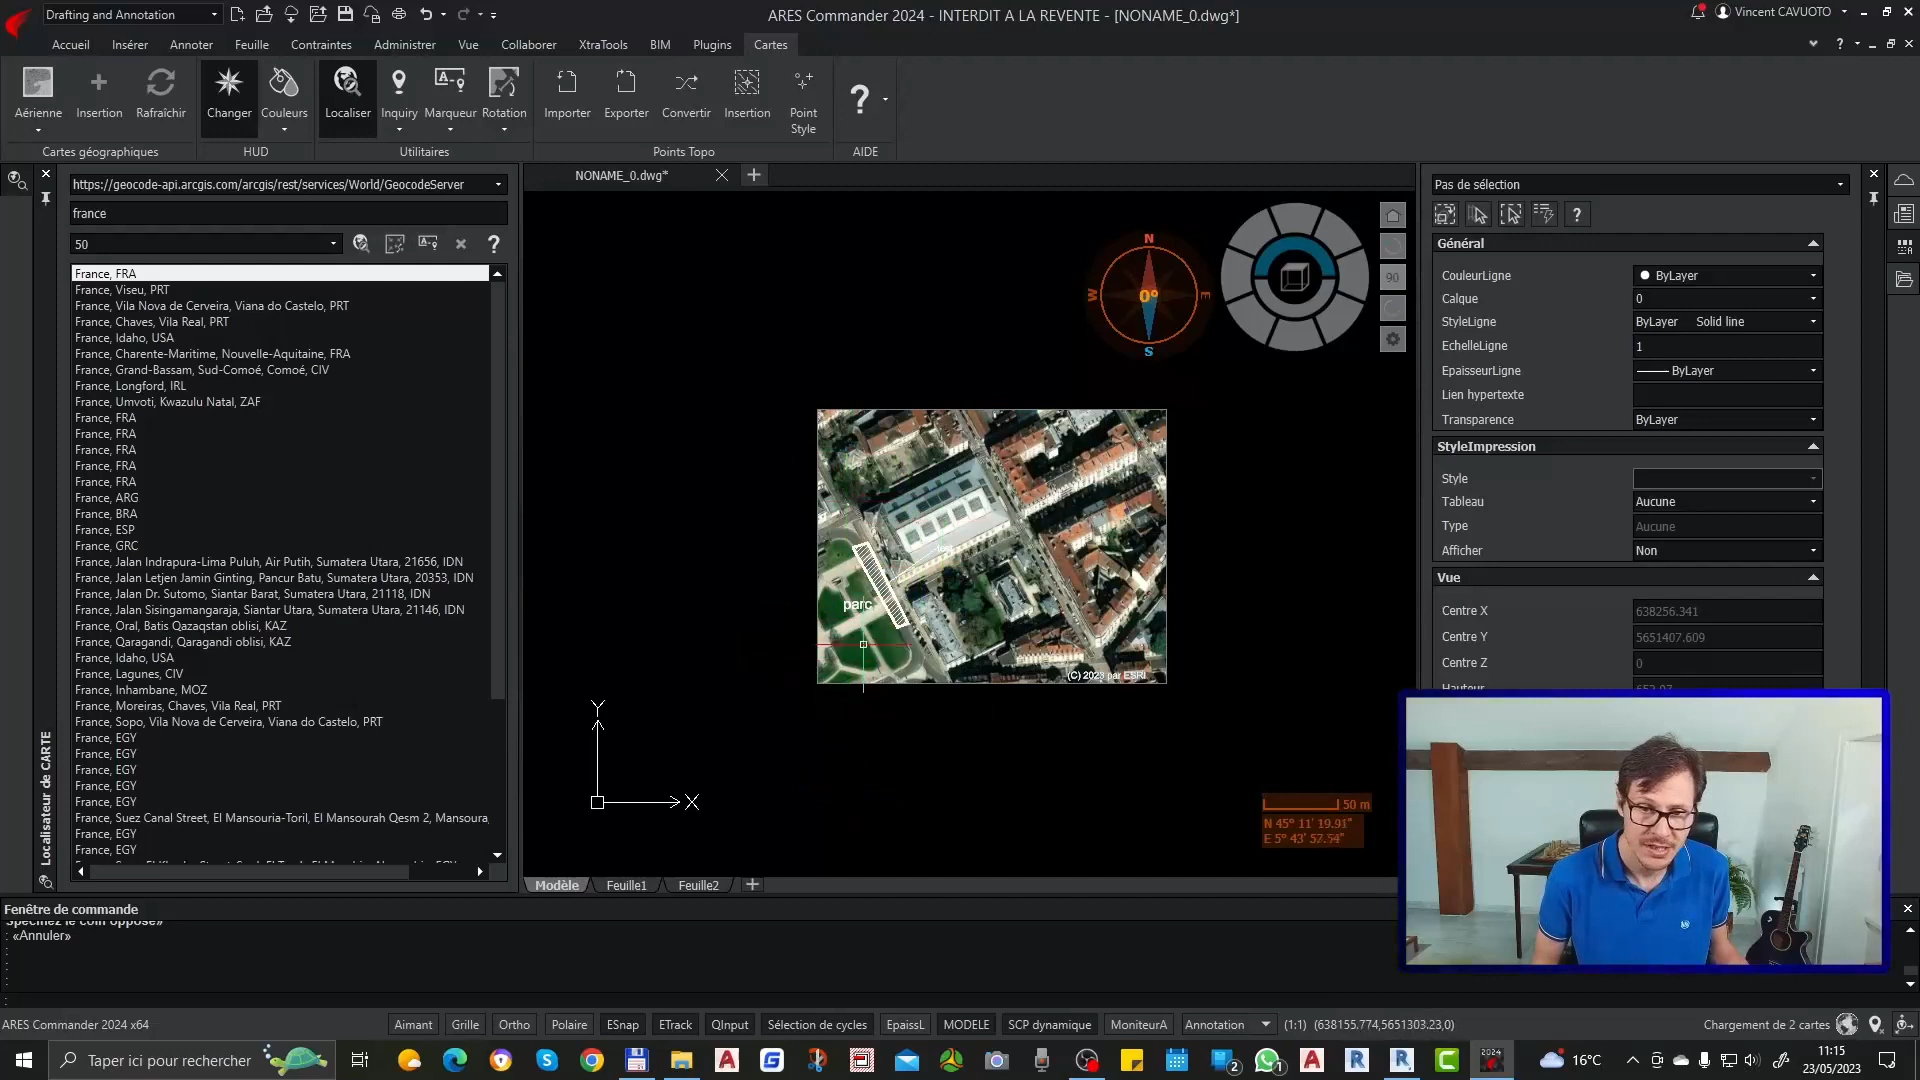 Drafting and Annotation
ARES Commander 2024 - INTERDIT A LA REVENTE - [NONAME_0.dwg*]
Vincent CAVUOTO
Accueil
Insérer
Annoter
Feuille
Contraintes
Administrer
Vue
Collaborer
XtraTools
BIM
Plugins
Cartes
Aérienne
Insertion
Rafraîchir
Changer
Couleurs
Localiser
Inquiry
Marqueur
Rotation
Importer
Exporter
Convertir
Insertion
Point
Style
?
Cartes géographiques
HUD
Utilitaires
Points Topo
AIDE
https://geocode-api.arcgis.com/arcgis/rest/services/World/GeocodeServer
france
50
?
France, FRA
France, Viseu, PRT
France, Vila Nova de Cerveira, Viana do Castelo, PRT
France, Chaves, Vila Real, PRT
France, Idaho, USA
France, Charente-Maritime, Nouvelle-Aquitaine, FRA
France, Grand-Bassam, Sud-Comoé, Comoé, CIV
France, Longford, IRL
France, Umvoti, Kwazulu Natal, ZAF
France, FRA
France, FRA
France, FRA
France, FRA
France, FRA
France, ARG
France, BRA
France, ESP
France, GRC
France, Jalan Indrapura-Lima Puluh, Air Putih, Sumatera Utara, 21656, IDN
France, Jalan Letjen Jamin Ginting, Pancur Batu, Sumatera Utara, 20353, IDN
France, Jalan Dr. Sutomo, Siantar Barat, Sumatera Utara, 21118, IDN
France, Jalan Sisingamangaraja, Siantar Utara, Sumatera Utara, 21146, IDN
France, Oral, Batis Qazaqstan oblisi, KAZ
France, Qaragandi, Qaragandi oblisi, KAZ
France, Idaho, USA
France, Lagunes, CIV
France, Inhambane, MOZ
France, Moreiras, Chaves, Vila Real, PRT
France, Sopo, Vila Nova de Cerveira, Viana do Castelo, PRT
France, EGY
France, EGY
France, EGY
France, EGY
France, EGY
France, Suez Canal Street, El Mansouria-Toril, El Mansourah Qesm 2, Mansoura,
France, EGY
France, EGY
Localisateur de CARTE
NONAME_0.dwg*
N
W
0°
E
S
90
parc
(C) 2023 par ESRI
Y
X
50 m
N 45° 11' 19.91"
E 5° 43' 57.54"
Modèle
Feuille1
Feuille2
Pas de sélection
?
Général
CouleurLigne
ByLayer
Calque
0
StyleLigne
ByLayer Solid line
EchelleLigne
1
EpaisseurLigne
ByLayer
Lien hypertexte
Transparence
ByLayer
StyleImpression
Style
Tableau
Aucune
Type
Aucune
Afficher
Non
Vue
Centre X
638256.341
Centre Y
5651407.609
Centre Z
0
Hauteur
Fenêtre de commande
Spécifiez le coin opposé»
: «Annuler»
:
:
:
:
ARES Commander 2024 x64
Aimant
Grille
Ortho
Polaire
ESnap
ETrack
QInput
Sélection de cycles
EpaissL
MODELE
SCP dynamique
MoniteurA
Annotation
(1:1)
(638155.774,5651303.23,0)
Chargement de 2 cartes
Taper ici pour rechercher
2
1
2024
16°C
11:15
23/05/2023